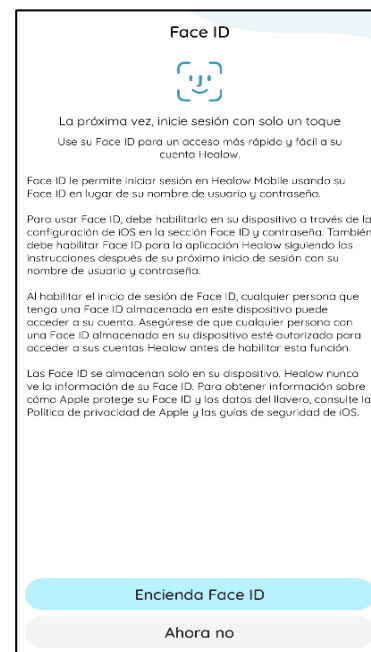 Face ID
La próxima vez, inicie sesión con solo un toque
Use su Face ID para un acceso más rápido y fácil a su
cuenta Healow.
Face ID le permite iniciar sesión en Healow Mobile usando su
Face ID en lugar de su nombre de usuario y contraseña.
Para usar Face ID, debe habilitarlo en su dispositivo a través de la
configuración de iOS en la sección Face ID y contraseña. También
debe habilitar Face ID para la aplicación Healow siguiendo las
instrucciones después de su próximo inicio de sesión con su
nombre de usuario y contraseña.
Al habilitar el inicio de sesión de Face ID, cualquier persona que
tenga una Face ID almacenada en este dispositivo puede
acceder a su cuenta. Asegúrese de que cualquier persona con
una Face ID almacenado en su dispositivo esté autorizada para
acceder a sus cuentas Healow antes de habilitar esta función.
Las Face ID se almacenan solo en su dispositivo. Healow nunca
ve la información de su Face ID. Para obtener información sobre
cómo Apple protege su Face ID y los datos del llavero, consulte la
Política de privacidad de Apple y las guías de seguridad de iOS.
Encienda Face ID
Ahora no